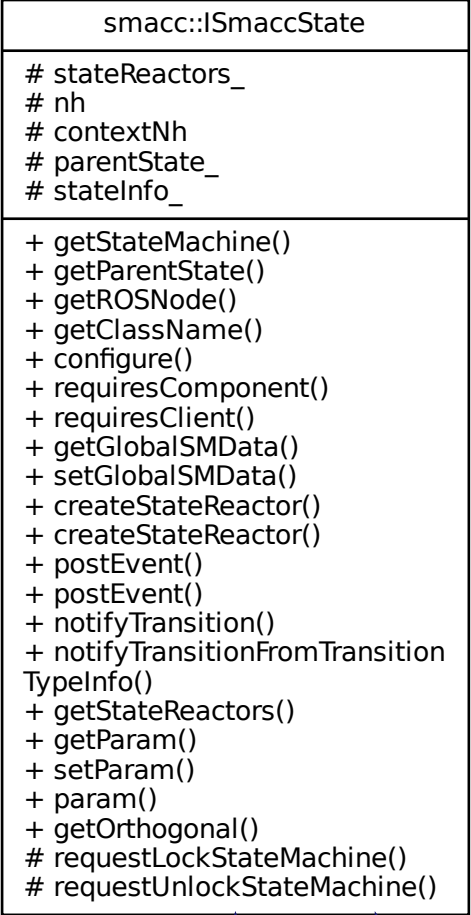 smacc::ISmaccState
# stateReactors_
# nh
# contextNh
# parentState_
# stateInfo_
+ getStateMachine()
+ getParentState()
+ getROSNode()
+ getClassName()
+ configure()
+ requiresComponent()
+ requiresClient()
+ getGlobalSMData()
+ setGlobalSMData()
+ createStateReactor()
+ createStateReactor()
+ postEvent()
+ postEvent()
+ notifyTransition()
+ notifyTransitionFromTransition
TypeInfo()
+ getStateReactors()
+ getParam()
+ setParam()
+ param()
+ getOrthogonal()
# requestLockStateMachine()
# requestUnlockStateMachine()